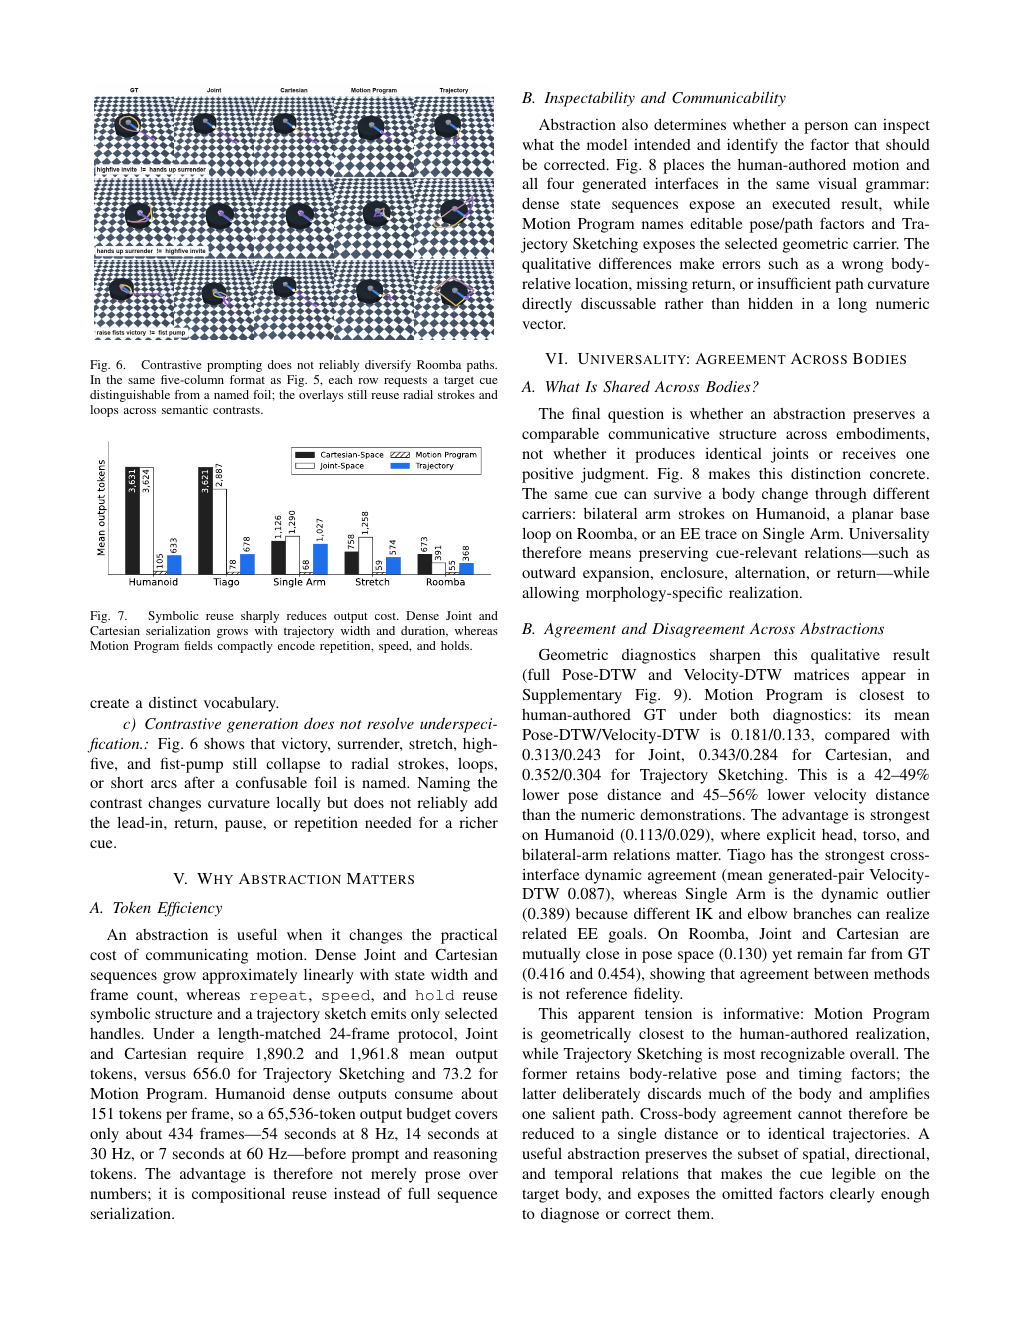 GT Joint Cartesian Motion Program Trajectory
highfive invite != hands up surrender
hands up surrender != highfive invite
raise fists victory != fist pump
Fig. 6. Contrastive prompting does not reliably diversify Roomba paths.
In the same five-column format as Fig. 5, each row requests a target cue
distinguishable from a named foil; the overlays still reuse radial strokes and
loops across semantic contrasts.
Mean output tokens
Cartesian-Space Motion Program
Joint-Space Trajectory
3,631 3,624 105 633
3,621 2,887 78 678
1,126 1,290 68 1,027
758 1,258 59 574
673 391 55 368
Humanoid Tiago Single Arm Stretch Roomba
Fig. 7. Symbolic reuse sharply reduces output cost. Dense Joint and
Cartesian serialization grows with trajectory width and duration, whereas
Motion Program fields compactly encode repetition, speed, and holds.
create a distinct vocabulary.
c) Contrastive generation does not resolve underspeci-
fication.: Fig. 6 shows that victory, surrender, stretch, high-
five, and fist-pump still collapse to radial strokes, loops,
or short arcs after a confusable foil is named. Naming the
contrast changes curvature locally but does not reliably add
the lead-in, return, pause, or repetition needed for a richer
cue.
V. WHY ABSTRACTION MATTERS
A. Token Efficiency
An abstraction is useful when it changes the practical
cost of communicating motion. Dense Joint and Cartesian
sequences grow approximately linearly with state width and
frame count, whereas repeat, speed, and hold reuse
symbolic structure and a trajectory sketch emits only selected
handles. Under a length-matched 24-frame protocol, Joint
and Cartesian require 1,890.2 and 1,961.8 mean output
tokens, versus 656.0 for Trajectory Sketching and 73.2 for
Motion Program. Humanoid dense outputs consume about
151 tokens per frame, so a 65,536-token output budget covers
only about 434 frames—54 seconds at 8 Hz, 14 seconds at
30 Hz, or 7 seconds at 60 Hz—before prompt and reasoning
tokens. The advantage is therefore not merely prose over
numbers; it is compositional reuse instead of full sequence
serialization.
B. Inspectability and Communicability
Abstraction also determines whether a person can inspect
what the model intended and identify the factor that should
be corrected. Fig. 8 places the human-authored motion and
all four generated interfaces in the same visual grammar:
dense state sequences expose an executed result, while
Motion Program names editable pose/path factors and Tra-
jectory Sketching exposes the selected geometric carrier. The
qualitative differences make errors such as a wrong body-
relative location, missing return, or insufficient path curvature
directly discussable rather than hidden in a long numeric
vector.
VI. UNIVERSALITY: AGREEMENT ACROSS BODIES
A. What Is Shared Across Bodies?
The final question is whether an abstraction preserves a
comparable communicative structure across embodiments,
not whether it produces identical joints or receives one
positive judgment. Fig. 8 makes this distinction concrete.
The same cue can survive a body change through different
carriers: bilateral arm strokes on Humanoid, a planar base
loop on Roomba, or an EE trace on Single Arm. Universality
therefore means preserving cue-relevant relations—such as
outward expansion, enclosure, alternation, or return—while
allowing morphology-specific realization.
B. Agreement and Disagreement Across Abstractions
Geometric diagnostics sharpen this qualitative result
(full Pose-DTW and Velocity-DTW matrices appear in
Supplementary Fig. 9). Motion Program is closest to
human-authored GT under both diagnostics: its mean
Pose-DTW/Velocity-DTW is 0.181/0.133, compared with
0.313/0.243 for Joint, 0.343/0.284 for Cartesian, and
0.352/0.304 for Trajectory Sketching. This is a 42–49%
lower pose distance and 45–56% lower velocity distance
than the numeric demonstrations. The advantage is strongest
on Humanoid (0.113/0.029), where explicit head, torso, and
bilateral-arm relations matter. Tiago has the strongest cross-
interface dynamic agreement (mean generated-pair Velocity-
DTW 0.087), whereas Single Arm is the dynamic outlier
(0.389) because different IK and elbow branches can realize
related EE goals. On Roomba, Joint and Cartesian are
mutually close in pose space (0.130) yet remain far from GT
(0.416 and 0.454), showing that agreement between methods
is not reference fidelity.
This apparent tension is informative: Motion Program
is geometrically closest to the human-authored realization,
while Trajectory Sketching is most recognizable overall. The
former retains body-relative pose and timing factors; the
latter deliberately discards much of the body and amplifies
one salient path. Cross-body agreement cannot therefore be
reduced to a single distance or to identical trajectories. A
useful abstraction preserves the subset of spatial, directional,
and temporal relations that makes the cue legible on the
target body, and exposes the omitted factors clearly enough
to diagnose or correct them.